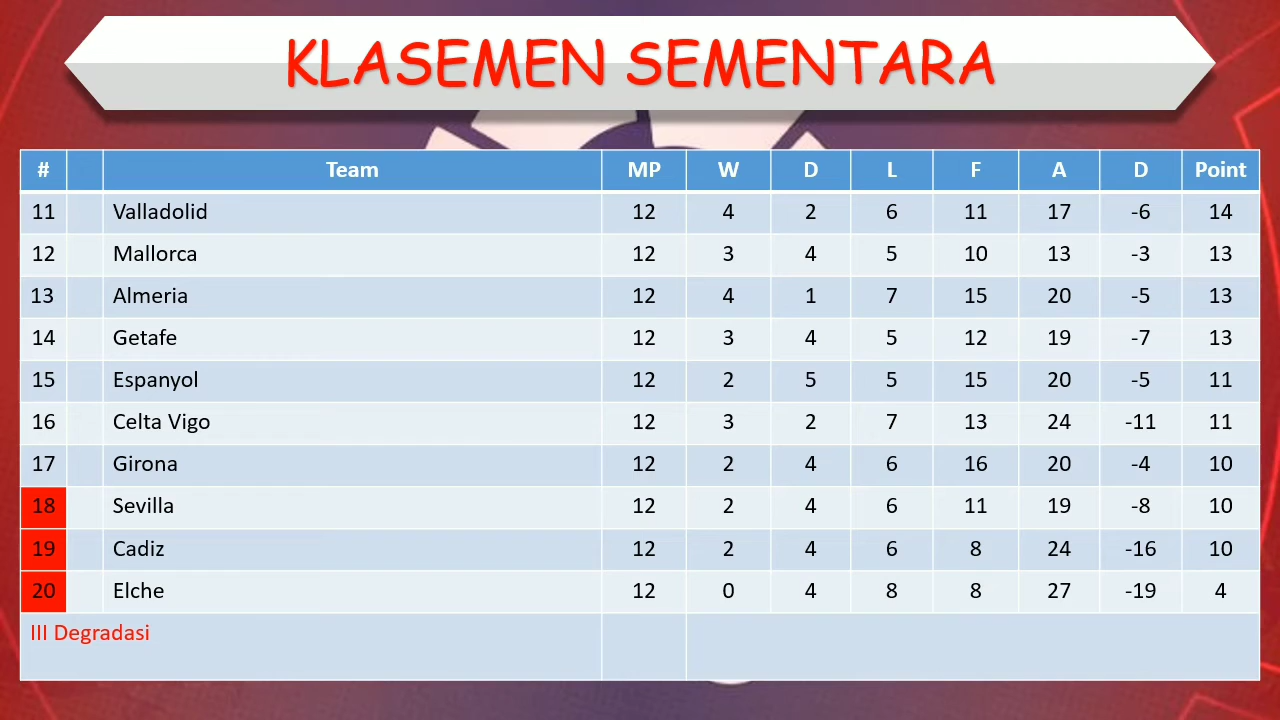 KLASEMEN SEMENTARA
# Team MP W D L F A D Point
11 Valladolid 12 4 2 6 11 17 -6 14
12 Mallorca 12 3 4 5 10 13 -3 13
13 Almeria 12 4 1 7 15 20 -5 13
14 Getafe 12 3 4 5 12 19 -7 13
15 Espanyol 12 2 5 5 15 20 -5 11
16 Celta Vigo 12 3 2 7 13 24 -11 11
17 Girona 12 2 4 6 16 20 -4 10
18 Sevilla 12 2 4 6 11 19 -8 10
19 Cadiz 12 2 4 6 8 24 -16 10
20 Elche 12 0 4 8 8 27 -19 4
III Degradasi